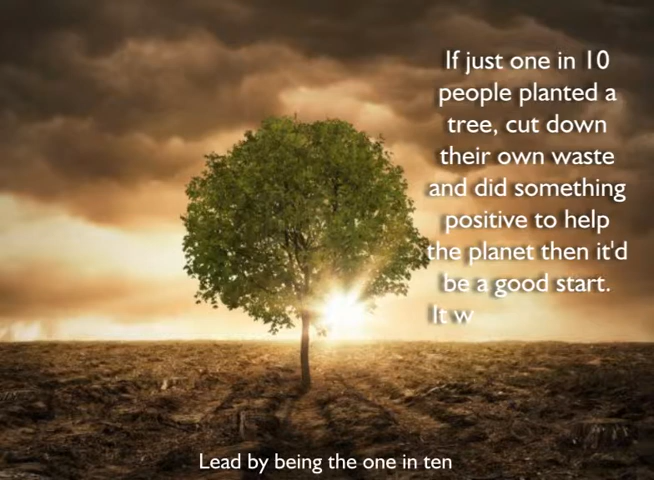 If just one in 10
people planted a
tree, cut down
their own waste
and did something
positive to help
the planet then it'd
be a good start.
It w
Lead by being the one in ten